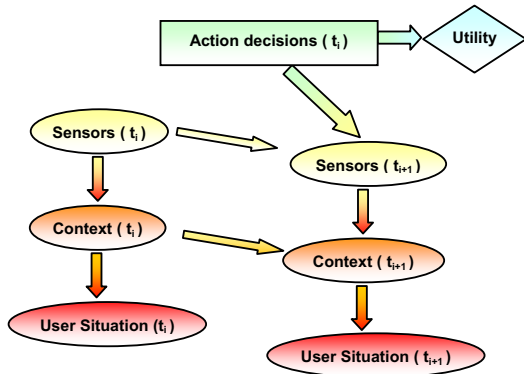 Action decisions ( tᵢ )
Utility
Sensors ( tᵢ )
Sensors ( tᵢ₊₁)
Context ( tᵢ )
Context ( tᵢ₊₁)
User Situation (tᵢ )
User Situation ( tᵢ₊₁)